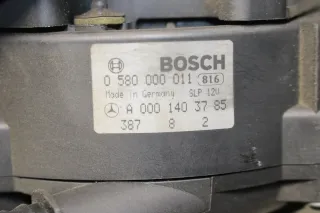 BOSCH
0 580 000 011 816
Made in Germany SLP 12V
A 000 140 37 85
387 8 2